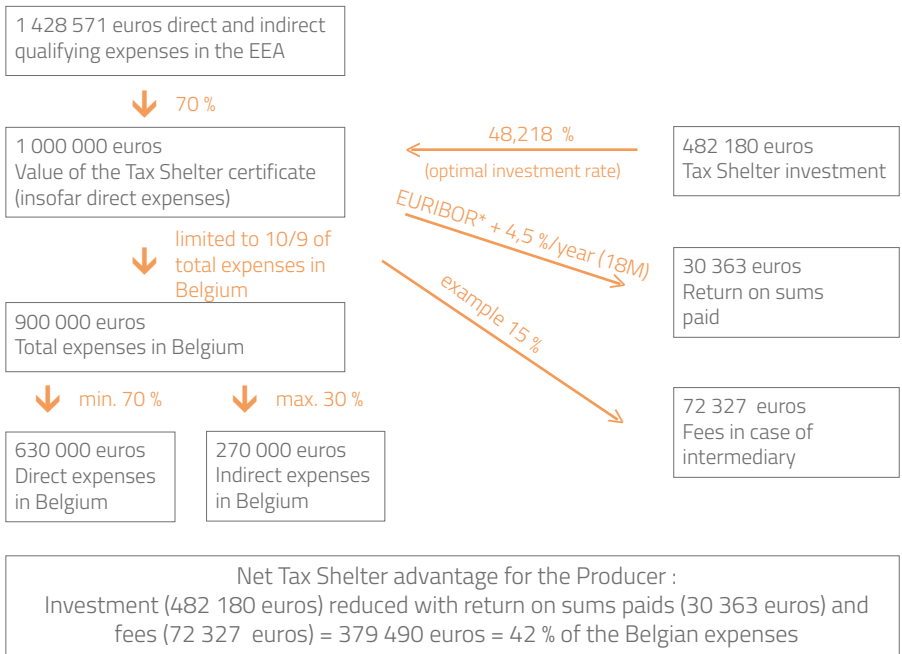 1 428 571 euros direct and indirect
qualifying expenses in the EEA
70 %
1 000 000 euros
Value of the Tax Shelter certificate
(insofar direct expenses)
48,218 %
(optimal investment rate)
482 180 euros
Tax Shelter investment
EURIBOR* + 4,5 %/year (18M)
30 363 euros
Return on sums
paid
limited to 10/9 of
total expenses in
Belgium
example 15 %
900 000 euros
Total expenses in Belgium
72 327 euros
Fees in case of
intermediary
min. 70 %
max. 30 %
630 000 euros
Direct expenses
in Belgium
270 000 euros
Indirect expenses
in Belgium
Net Tax Shelter advantage for the Producer :
Investment (482 180 euros) reduced with return on sums paids (30 363 euros) and
fees (72 327 euros) = 379 490 euros = 42 % of the Belgian expenses